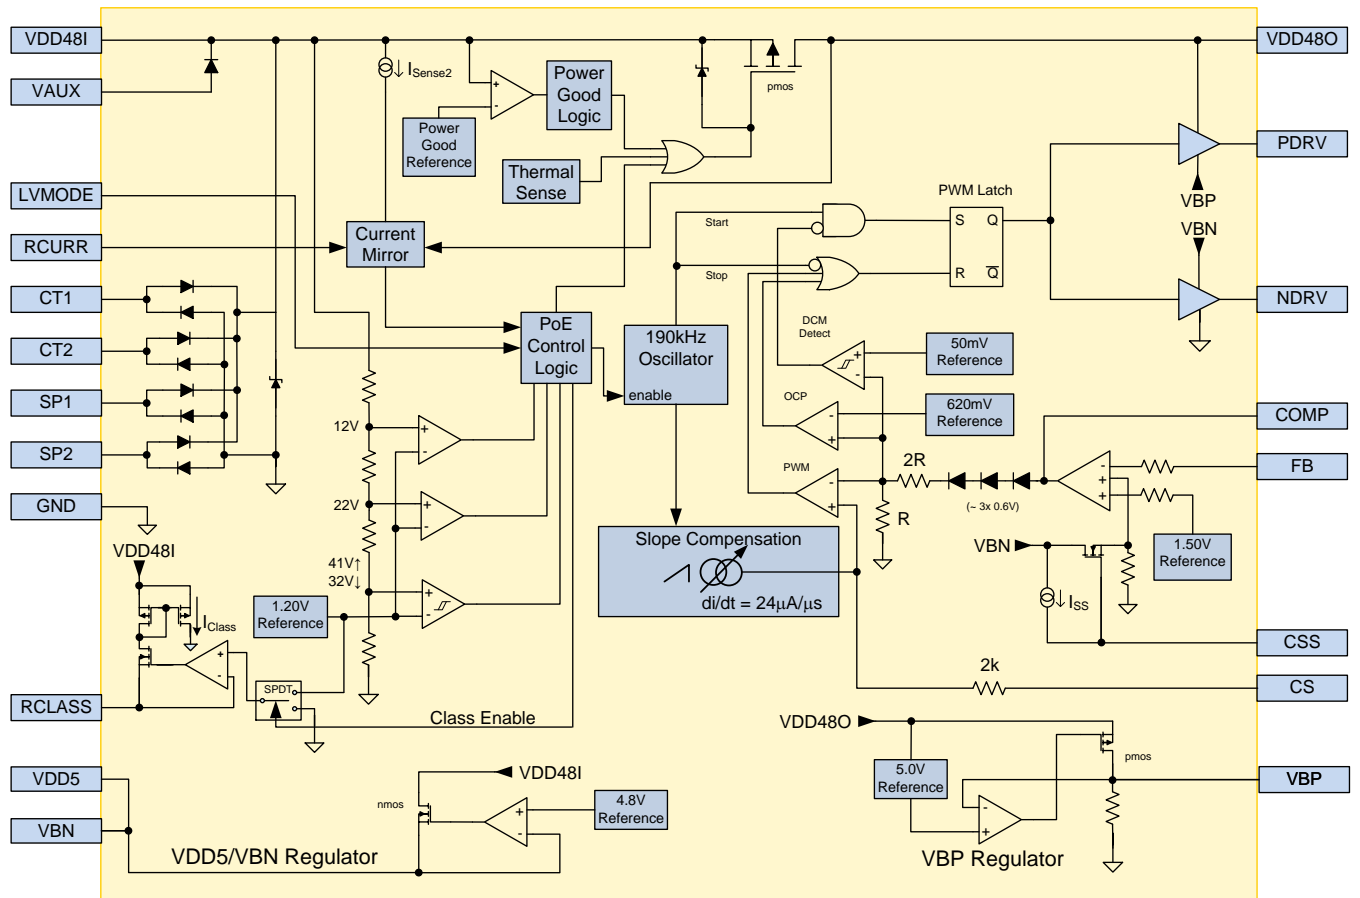 VDD48I
VDD48O
VAUX
I Sense2
Power
Good
Logic
pmos
Power
Good
Reference
PDRV
Thermal
Sense
LVMODE
PWM Latch
VBP
Start
S Q
VBN
RCURR
Current
Mirror
Stop
R Q
CT1
NDRV
PoE
Control
Logic
190kHz
Oscillator
enable
DCM
Detect
50mV
Reference
CT2
SP1
OCP
620mV
Reference
COMP
12V
SP2
PWM
2R
FB
GND
22V
(~ 3x 0.6V)
R
Slope Compensation
VDD48I
VBN
1.50V
Reference
41V↑
32V↓
di/dt = 24µA/µs
1.20V
Reference
I Class
I SS
CSS
2k
CS
SPDT
RCLASS
Class Enable
VDD48O
pmos
VDD5
VDD48I
5.0V
Reference
VBP
nmos
4.8V
Reference
VBN
VDD5/VBN Regulator
VBP Regulator
+
-
+
-
+
-
+
-
+
-
+
-
+
-
+
-
+
-
+
+
+
-
-
+